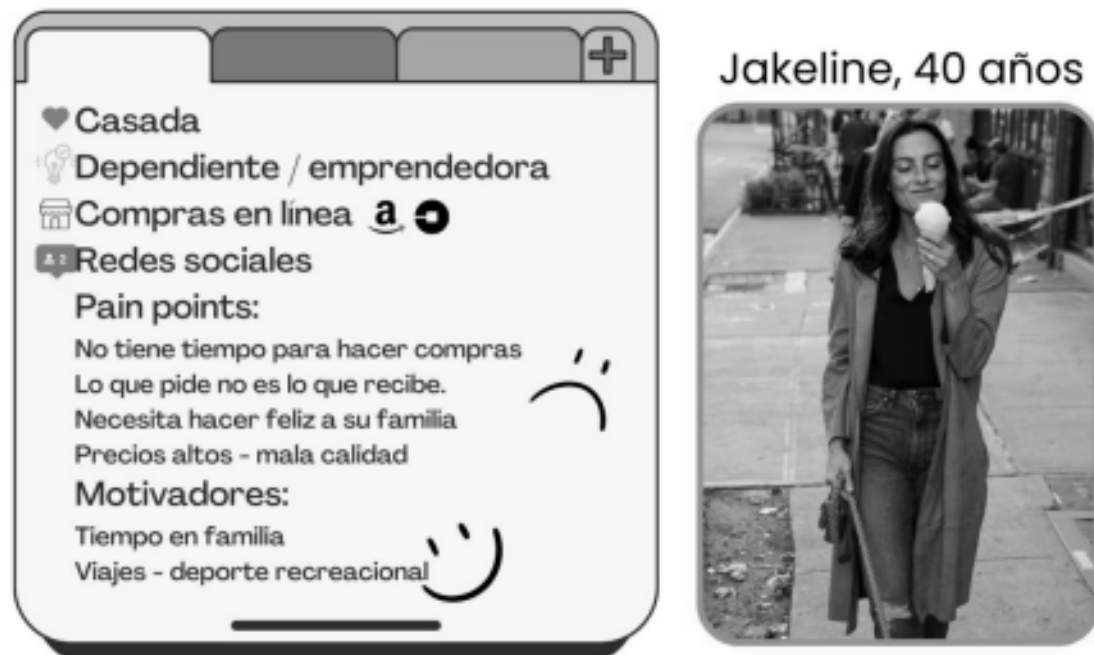 Jakeline, 40 años
Casada
Dependiente / emprendedora
Compras en línea a
Redes sociales
2
Pain points:
No tiene tiempo para hacer compras
Lo que pide no es lo que recibe.
Necesita hacer feliz a su familia
Precios altos - mala calidad
Motivadores:
Tiempo en familia
Viajes - deporte recreacional